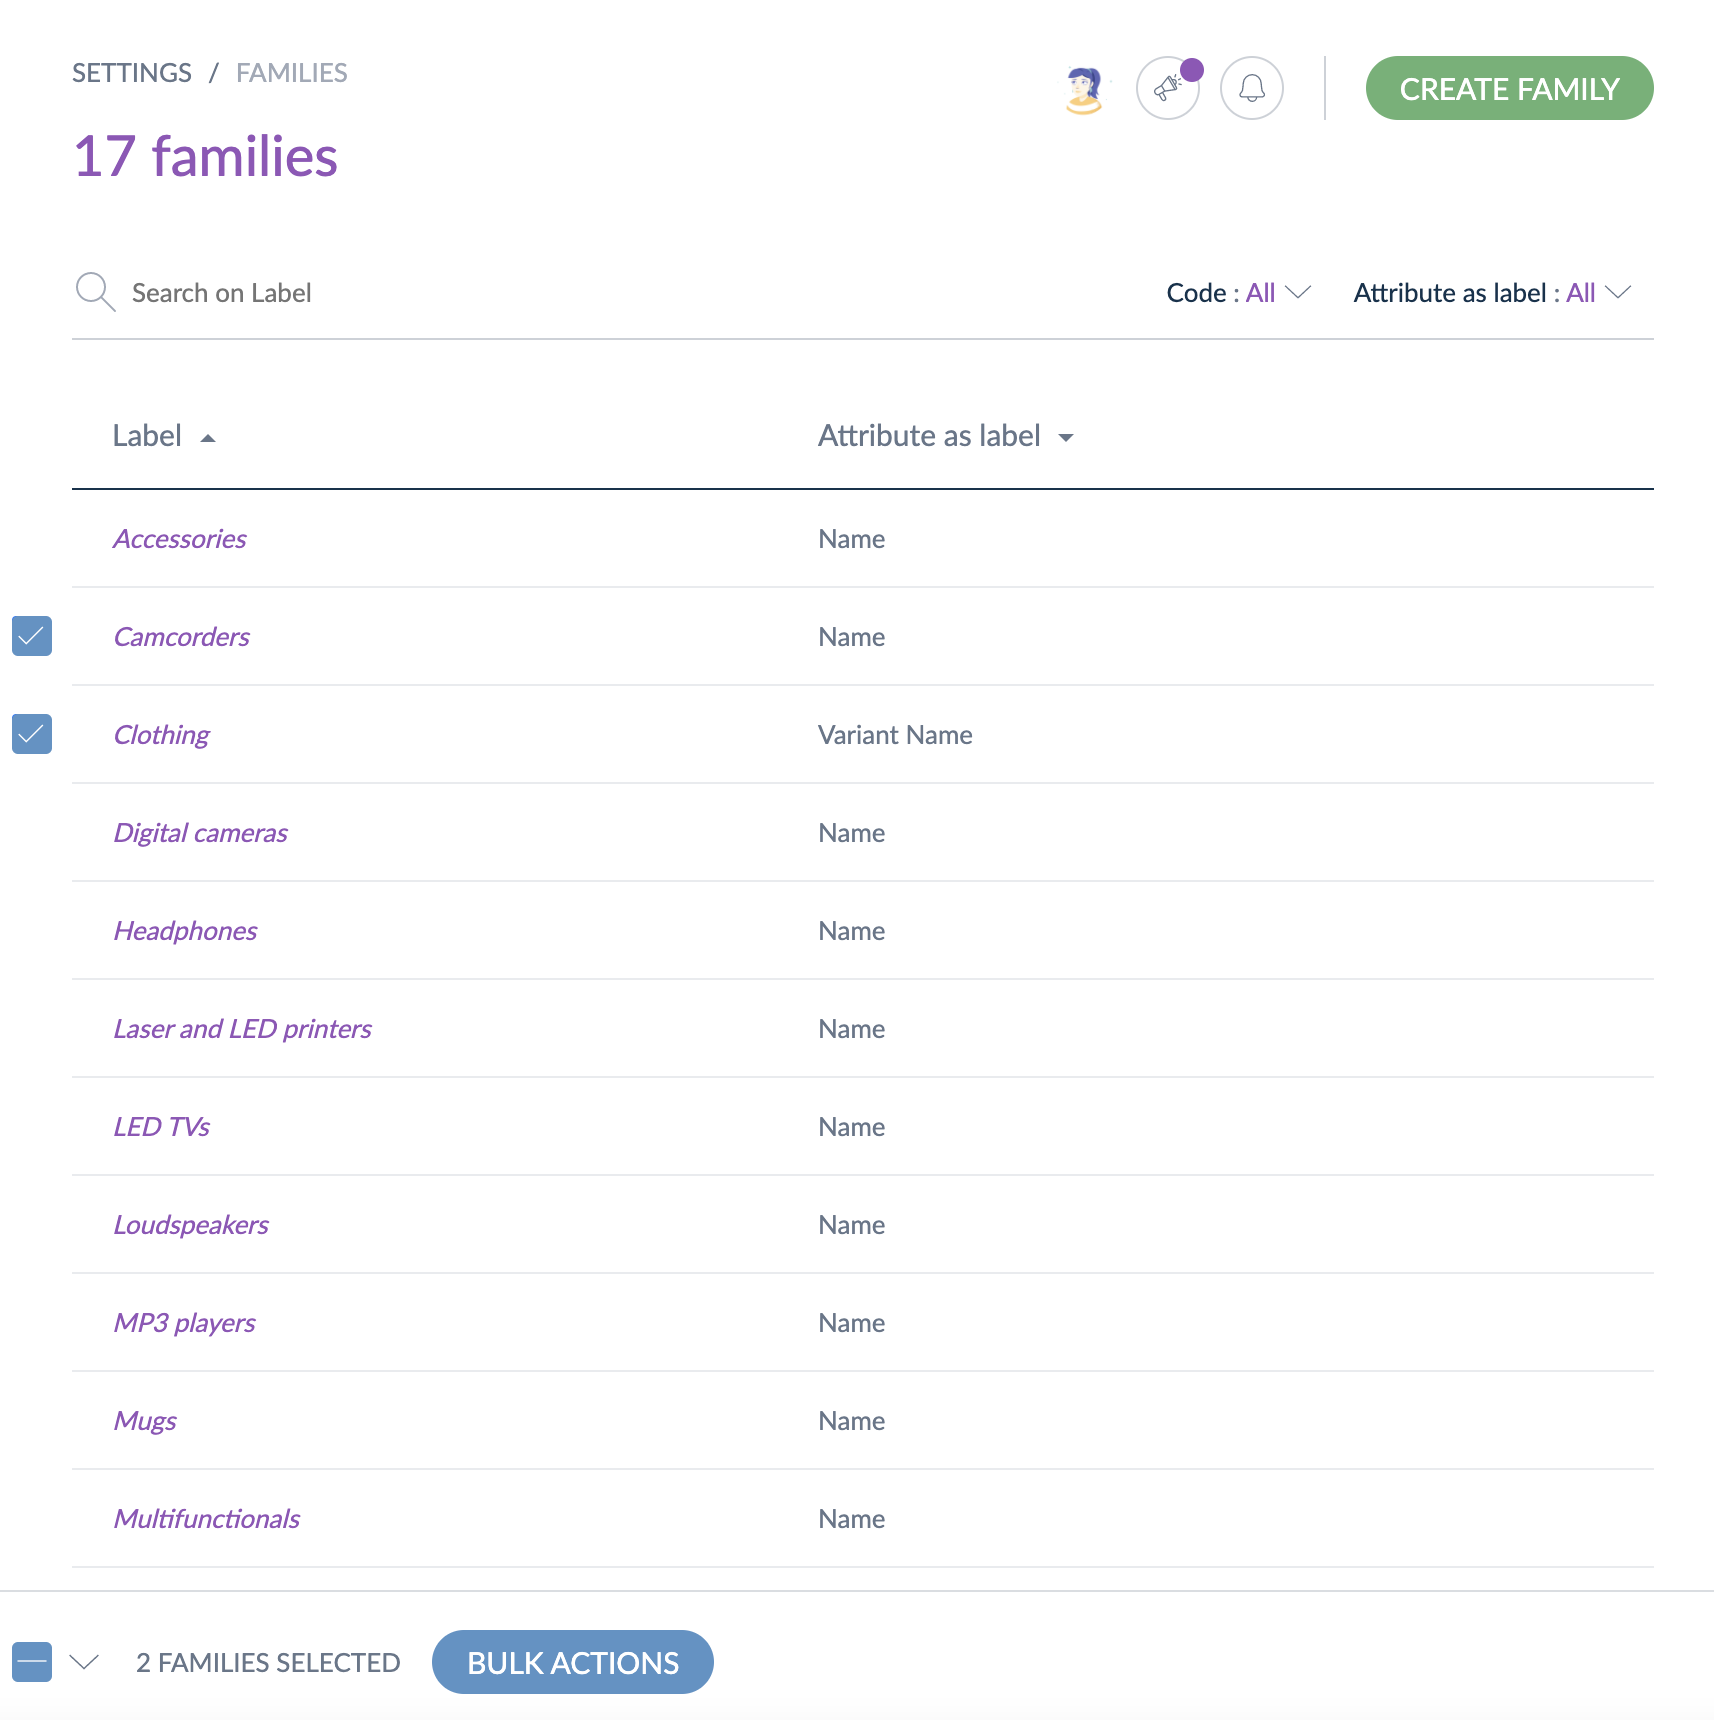 SETTINGS / FAMILIES
CREATE FAMILY
17 families
Search on Label
Code : All
Attribute as label : All
Label
Attribute as label
Accessories Name
Camcorders Name
Clothing Variant Name
Digital cameras Name
Headphones Name
Laser and LED printers Name
LED TVs Name
Loudspeakers Name
MP3 players Name
Mugs Name
Multifunctionals Name
2 FAMILIES SELECTED
BULK ACTIONS